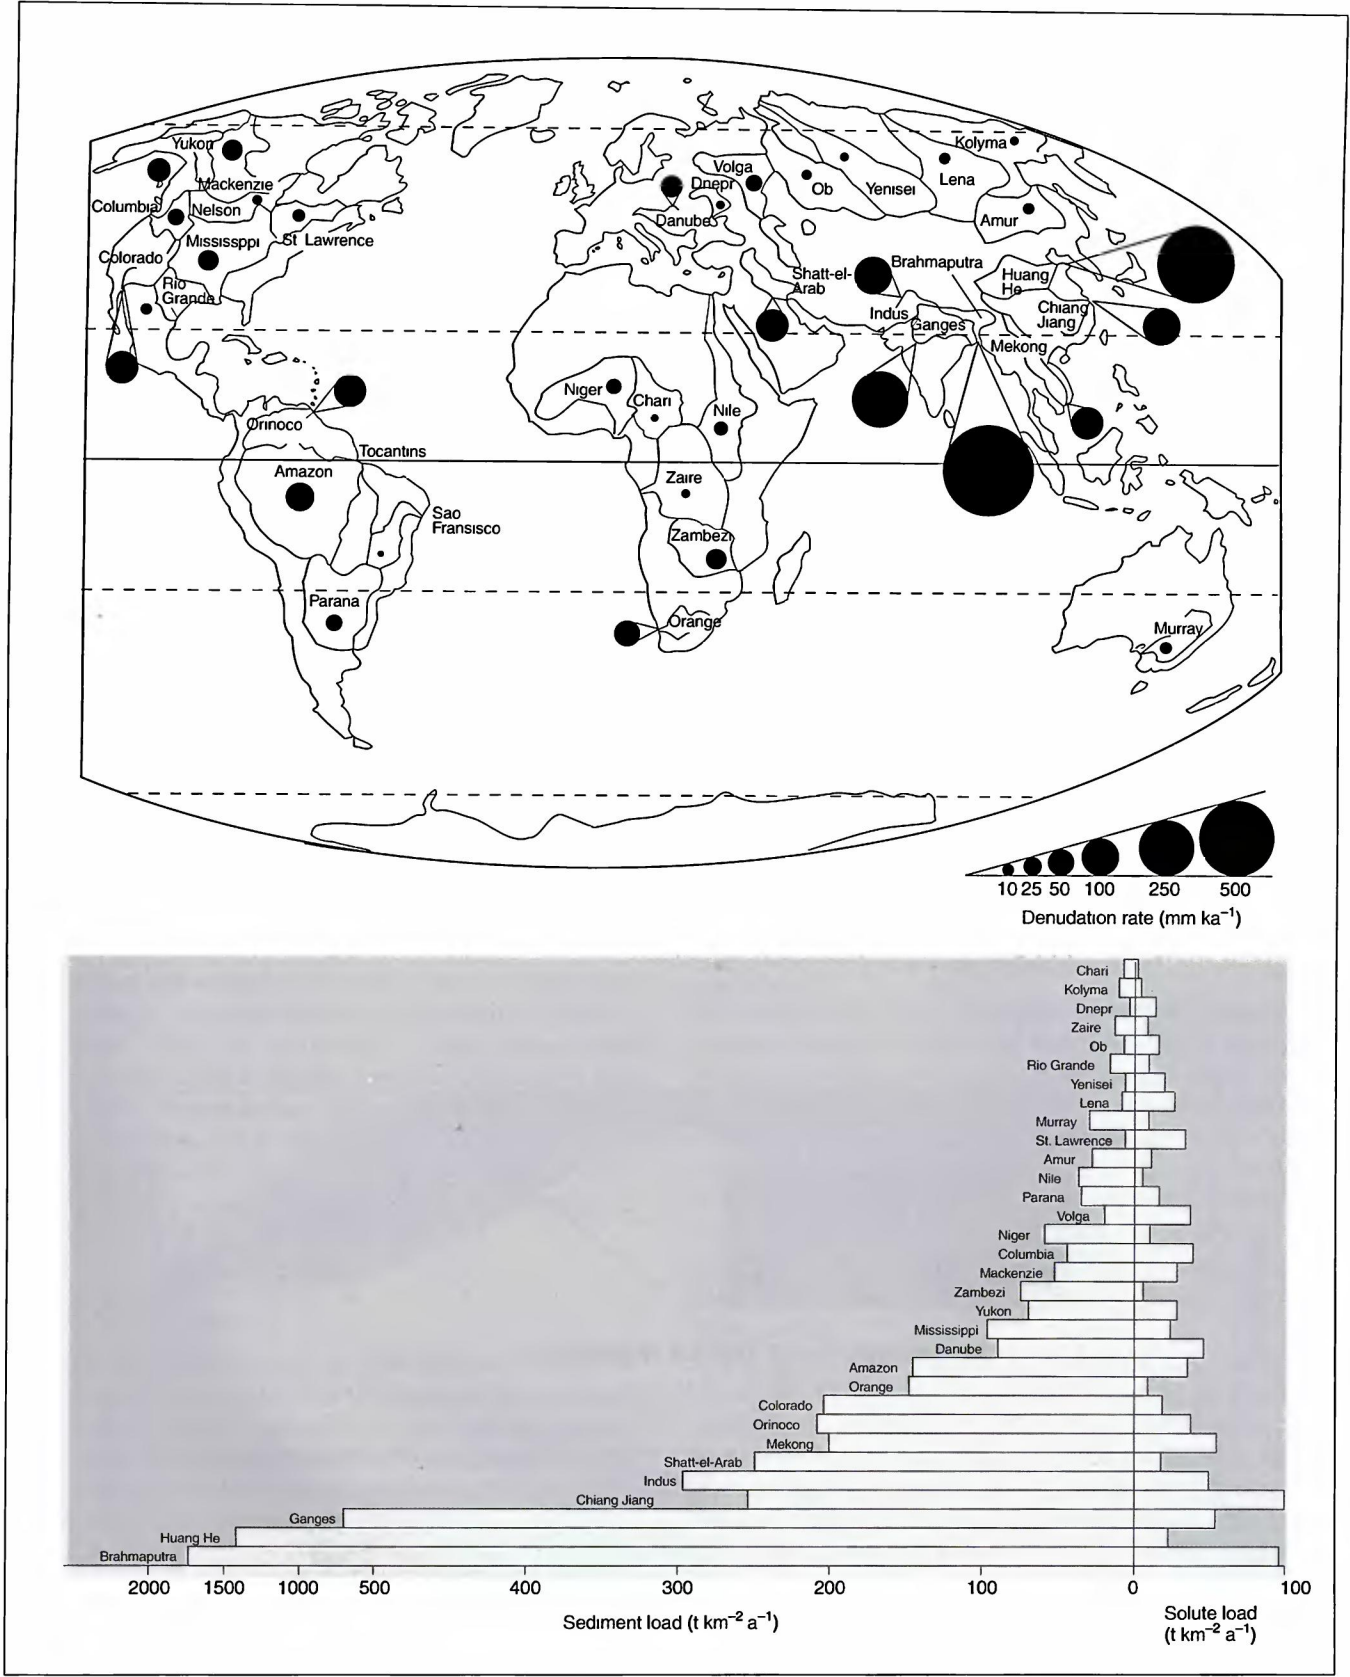 Yukon
Mackenzie
Columbia
Nelson
St Lawrence
Mississppi
Colorado
Rio
Grande
Orinoco
Tocantins
Amazon
Sao
Fransisco
Parana
Volga
Dnepr
Danube
Ob
Yenisei
Lena
Kolyma
Amur
Shatt-el-
Arab
Brahmaputra
Huang
He
Chiang
Jiang
Indus
Ganges
Mekong
Niger
Chari
Nile
Zaire
Zambezi
Orange
Murray
10 25 50 100 250 500
Denudation rate (mm ka⁻¹)
Chari
Kolyma
Dnepr
Zaire
Ob
Rio Grande
Yenisei
Lena
Murray
St. Lawrence
Amur
Nile
Parana
Volga
Niger
Columbia
Mackenzie
Zambezi
Yukon
Mississippi
Danube
Amazon
Orange
Colorado
Orinoco
Mekong
Shatt-el-Arab
Indus
Chiang Jiang
Ganges
Huang He
Brahmaputra
2000 1500 1000 500 400 300 200 100 0 100
Sediment load (t km⁻² a⁻¹)
Solute load
(t km⁻² a⁻¹)